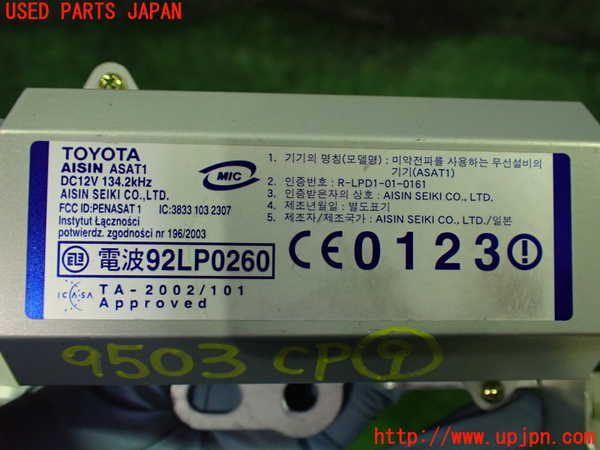 USED PARTS JAPAN
TOYOTA
AISIN ASAT1
DC12V 134.2kHz
AISIN SEIKI CO.,LTD.
FCC ID:PENASAT1 IC:3833 103 2307
Instytut Łączności
potwierdz. zgodności nr 196/2003
MIC
1. 기기의 명칭(모델명) : 미약전파를 사용하는 무선설비의
기기(ASAT1)
2. 인증번호 : R-LPD1-01-0161
3. 인증받은자의 상호 : AISIN SEIKI CO.,LTD.
4. 제조년월일 : 별도표기
5. 제조자/제조국가 : AISIN SEIKI CO.,LTD./일본
電波92LP0260
CE0123
ICASA
TA-2002/101
Approved
9503 CP 9
http://www.upjpn.com/